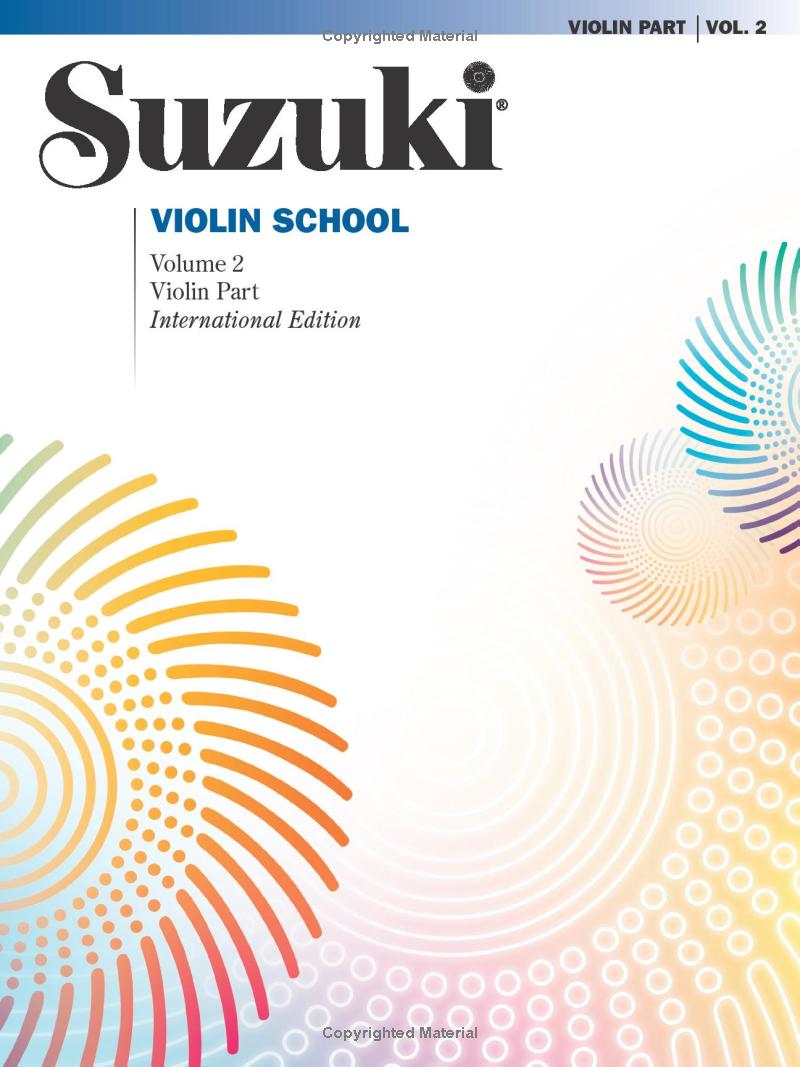 VIOLIN PART | VOL. 2
Copyrighted Material
Suzuki®
VIOLIN SCHOOL
Volume 2
Violin Part
International Edition
Copyrighted Material